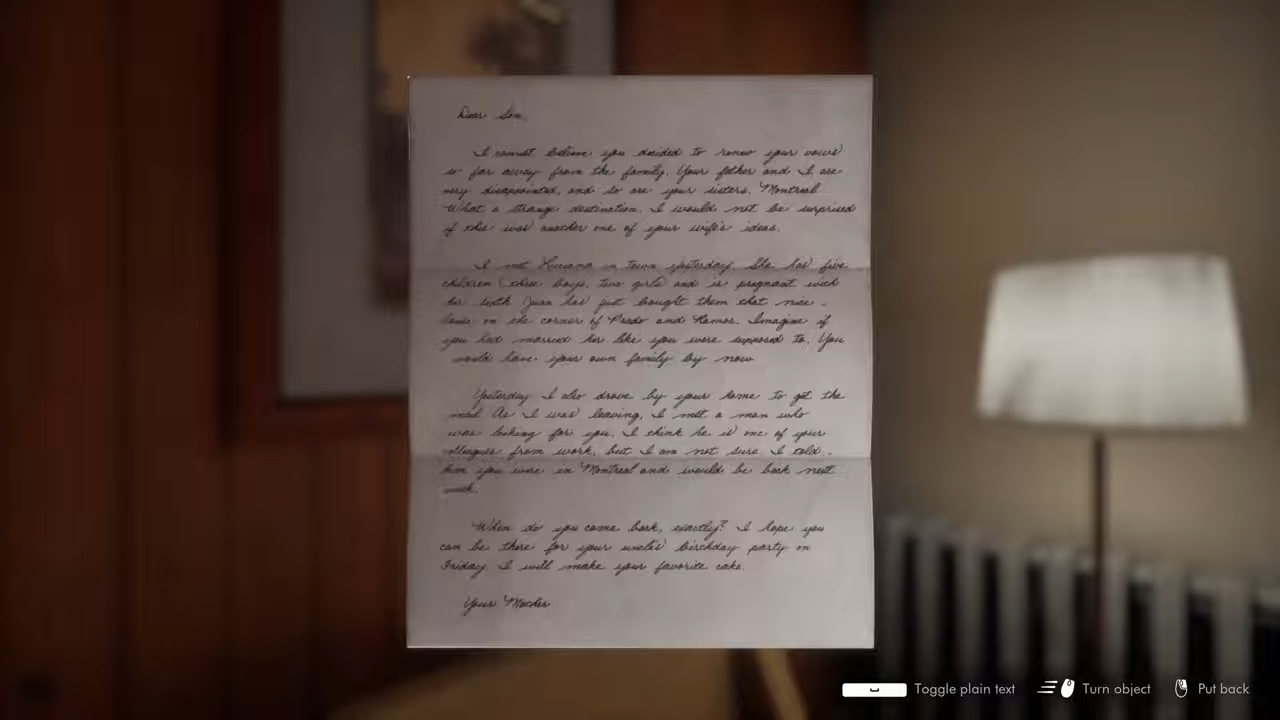 Dear Son,
I cannot believe you decided to renew your vows
so far away from the family. Your father and I are
very disappointed, and so are your sisters. Montreal
What a strange destination. I would not be surprised
if this was another one of your wife's ideas.
I met in town yesterday. She has five
children (three boys, two girls) and is pregnant with
her sixth. Juan has just bought them that nice
house on the corner of Prado and Ramos. Imagine if
you had married her like you were supposed to. You
would have your own family by now
Yesterday I also drove by your home to get the
mail. As I was leaving, I met a man who
was looking for you. I think he is one of your
colleagues from work, but I am not sure. I told
him you were in Montreal and would be back next
week.
When do you come back, exactly? I hope you
can be there for your uncle's birthday party on
Friday. I will make your favorite cake.
Your Mother
Toggle plain text
Turn object
Put back